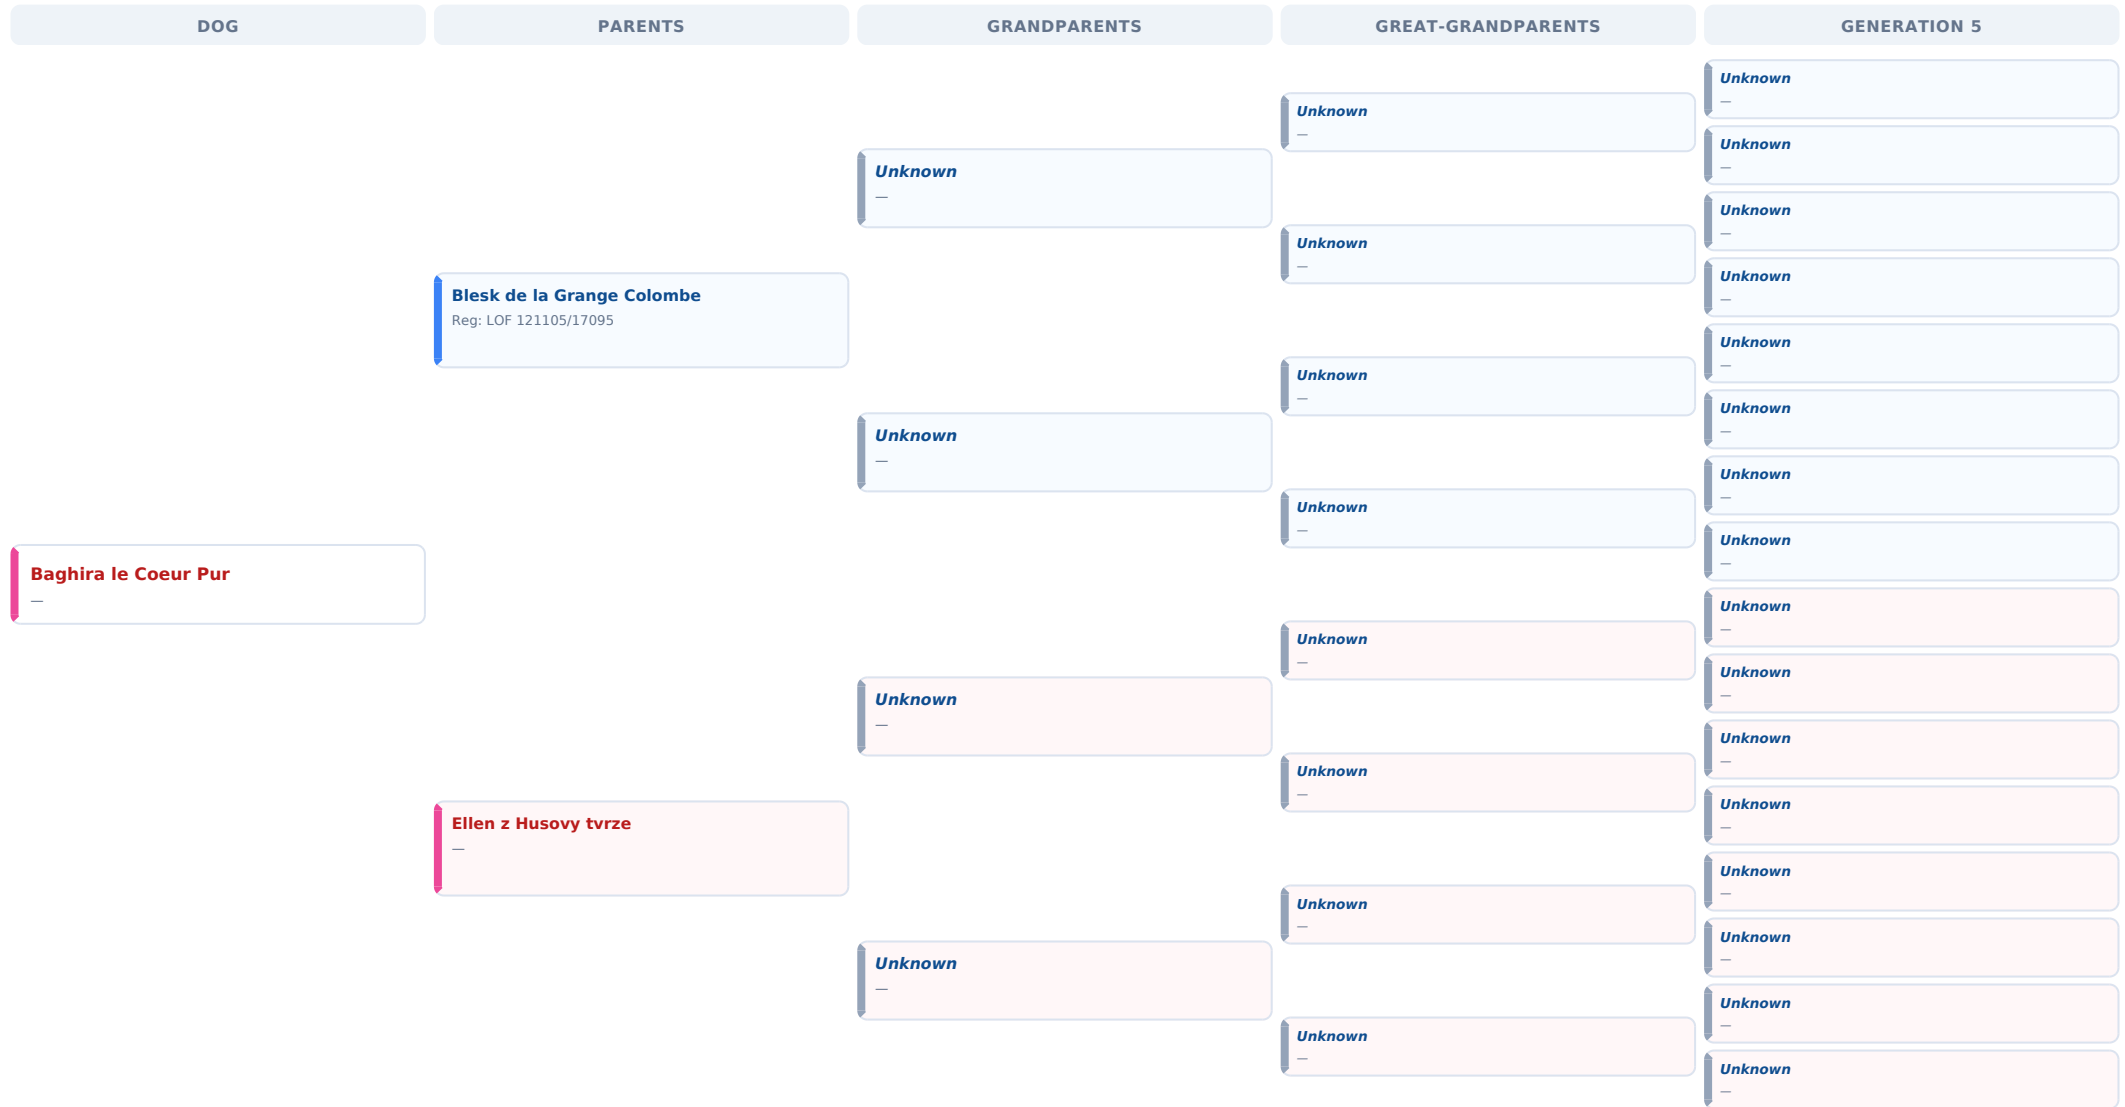 DOG
PARENTS
GRANDPARENTS
GREAT-GRANDPARENTS
GENERATION 5
Baghira le Coeur Pur
—
Blesk de la Grange Colombe
Reg: LOF 121105/17095
Ellen z Husovy tvrze
—
Unknown
—
Unknown
—
Unknown
—
Unknown
—
Unknown
—
Unknown
—
Unknown
—
Unknown
—
Unknown
—
Unknown
—
Unknown
—
Unknown
—
Unknown
—
Unknown
—
Unknown
—
Unknown
—
Unknown
—
Unknown
—
Unknown
—
Unknown
—
Unknown
—
Unknown
—
Unknown
—
Unknown
—
Unknown
—
Unknown
—
Unknown
—
Unknown
—